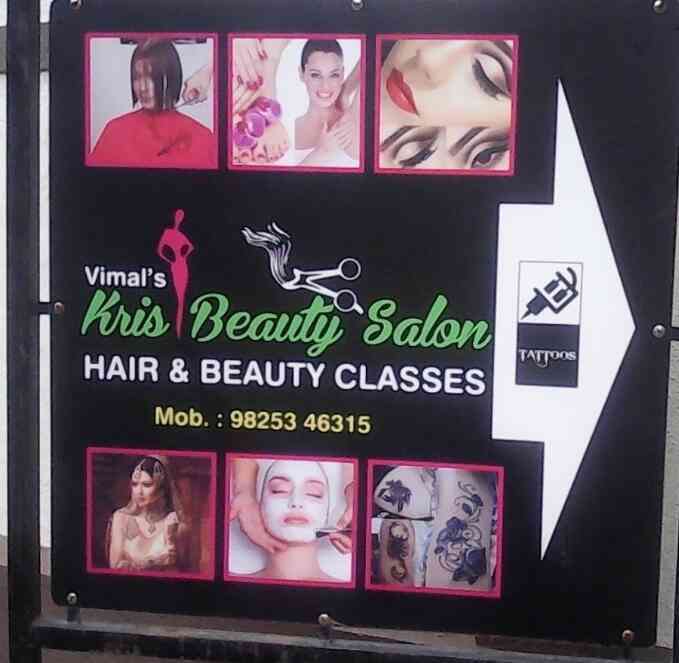 Vimal's
Kris Beauty Salon
HAIR & BEAUTY CLASSES
Mob. : 98253 46315
TATTOOS